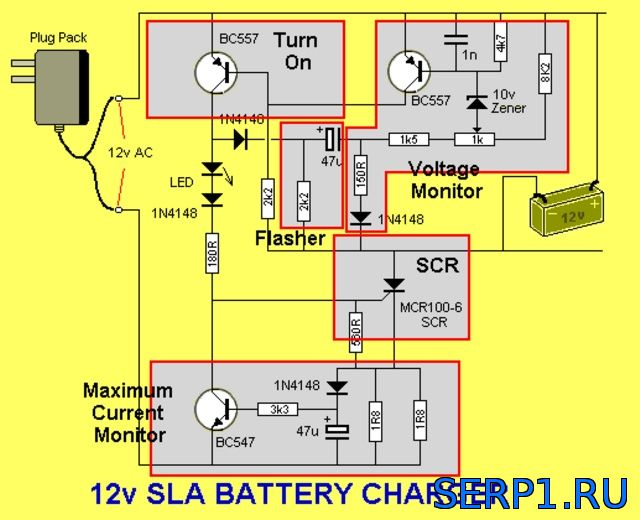 Plug Pack
BC557
Turn
On
1n
4k7
8K2
BC557
10v
Zener
12v AC
1N4148
47u
1k5
1k
150R
Voltage
Monitor
LED
1N4148
2k2
2k2
1N4148
12v
Flasher
180R
SCR
MCR100-6
SCR
560R
Maximum
Current
Monitor
1N4148
3k3
47u
1R8
1R8
BC547
12v SLA BATTERY CHARGER
SERP1.RU